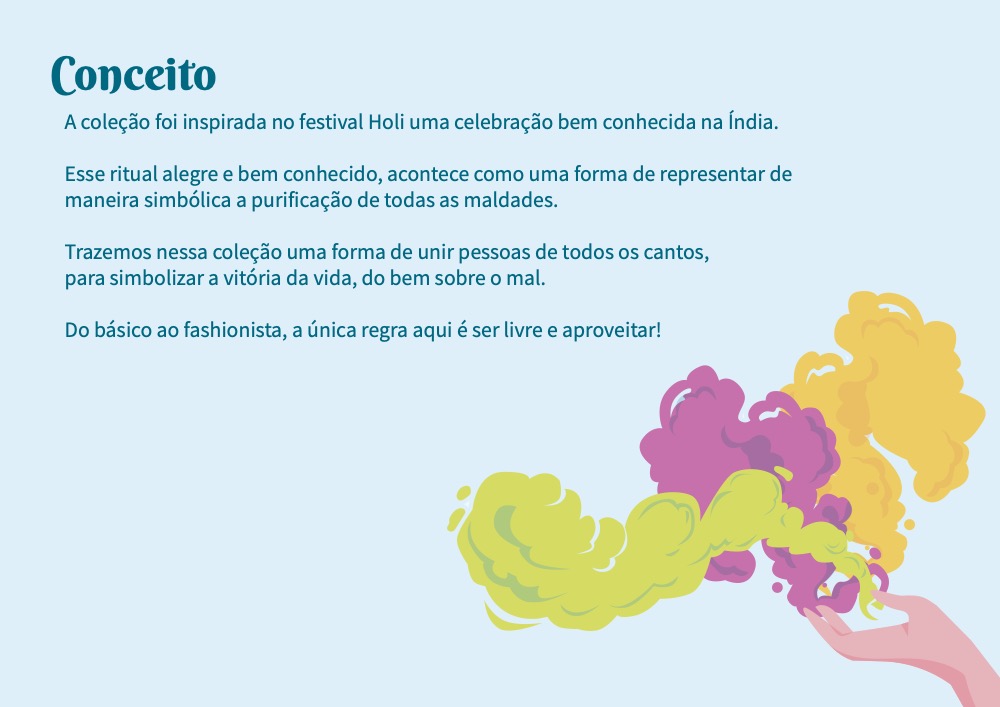 Conceito
A coleção foi inspirada no festival Holi uma celebração bem conhecida na Índia.
Esse ritual alegre e bem conhecido, acontece como uma forma de representar de
maneira simbólica a purificação de todas as maldades.
Trazemos nessa coleção uma forma de unir pessoas de todos os cantos,
para simbolizar a vitória da vida, do bem sobre o mal.
Do básico ao fashionista, a única regra aqui é ser livre e aproveitar!